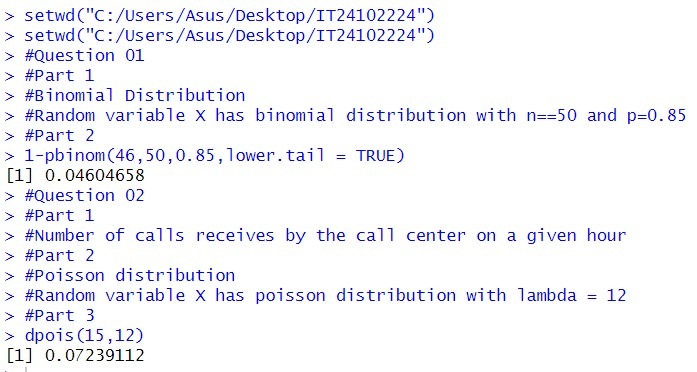 > setwd("C:/Users/Asus/Desktop/IT24102224")
> setwd("C:/Users/Asus/Desktop/IT24102224")
> #Question 01
> #Part 1
> #Binomial Distribution
> #Random variable X has binomial distribution with n==50 and p=0.85
> #Part 2
> 1-pbinom(46,50,0.85,lower.tail = TRUE)
[1] 0.04604658
> #Question 02
> #Part 1
> #Number of calls receives by the call center on a given hour
> #Part 2
> #Poisson distribution
> #Random variable X has poisson distribution with lambda = 12
> #Part 3
> dpois(15,12)
[1] 0.07239112